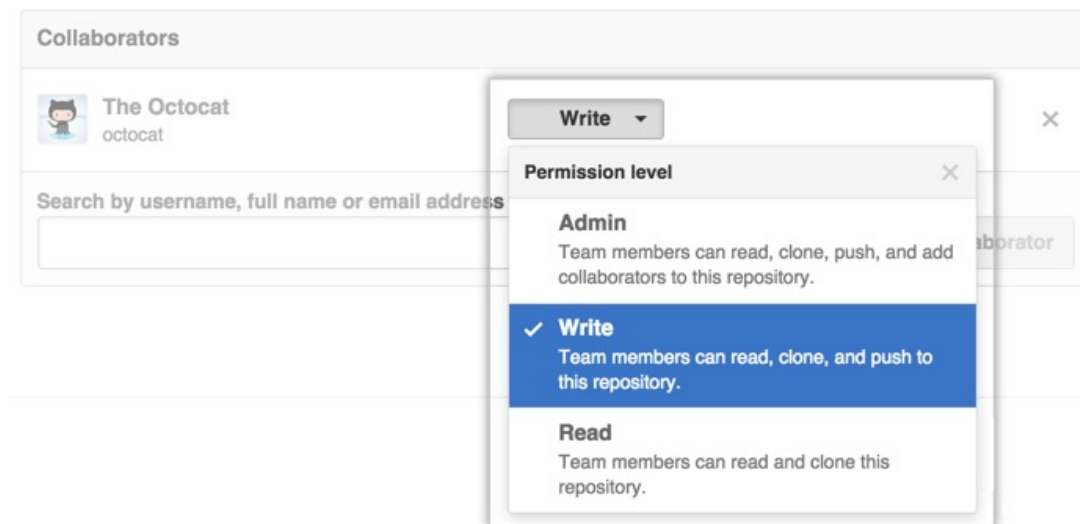 Collaborators
The Octocat
octocat
Write
Permission level
Search by username, full name or email address
Admin
Team members can read, clone, push, and add
collaborators to this repository.
aborator
Write
Team members can read, clone, and push to
this repository.
Read
Team members can read and clone this
repository.